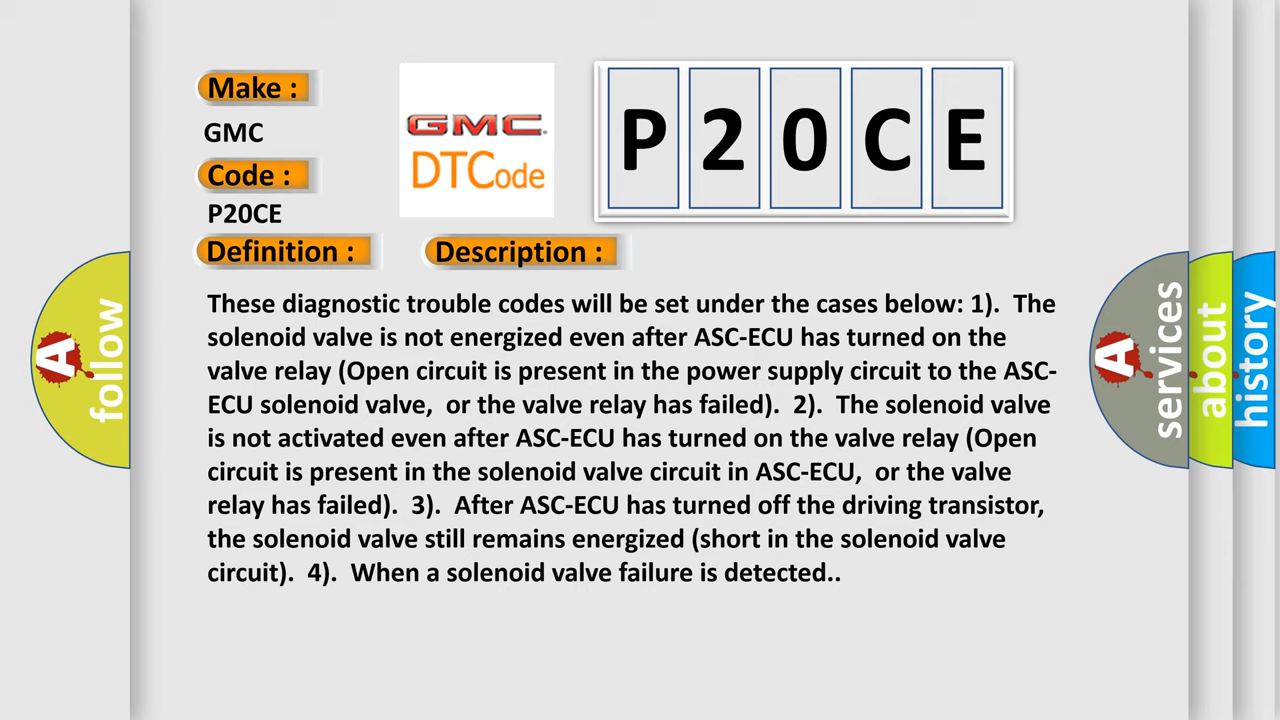 Make :
GMC
Code :
P20CE
Definition :
Description :
GMC
DTCode
P20CE
These diagnostic trouble codes will be set under the cases below: 1). The
solenoid valve is not energized even after ASC-ECU has turned on the
valve relay (Open circuit is present in the power supply circuit to the ASC-
ECU solenoid valve, or the valve relay has failed). 2). The solenoid valve
is not activated even after ASC-ECU has turned on the valve relay (Open
circuit is present in the solenoid valve circuit in ASC-ECU, or the valve
relay has failed). 3). After ASC-ECU has turned off the driving transistor,
the solenoid valve still remains energized (short in the solenoid valve
circuit). 4). When a solenoid valve failure is detected..
A follow
A services
about
history